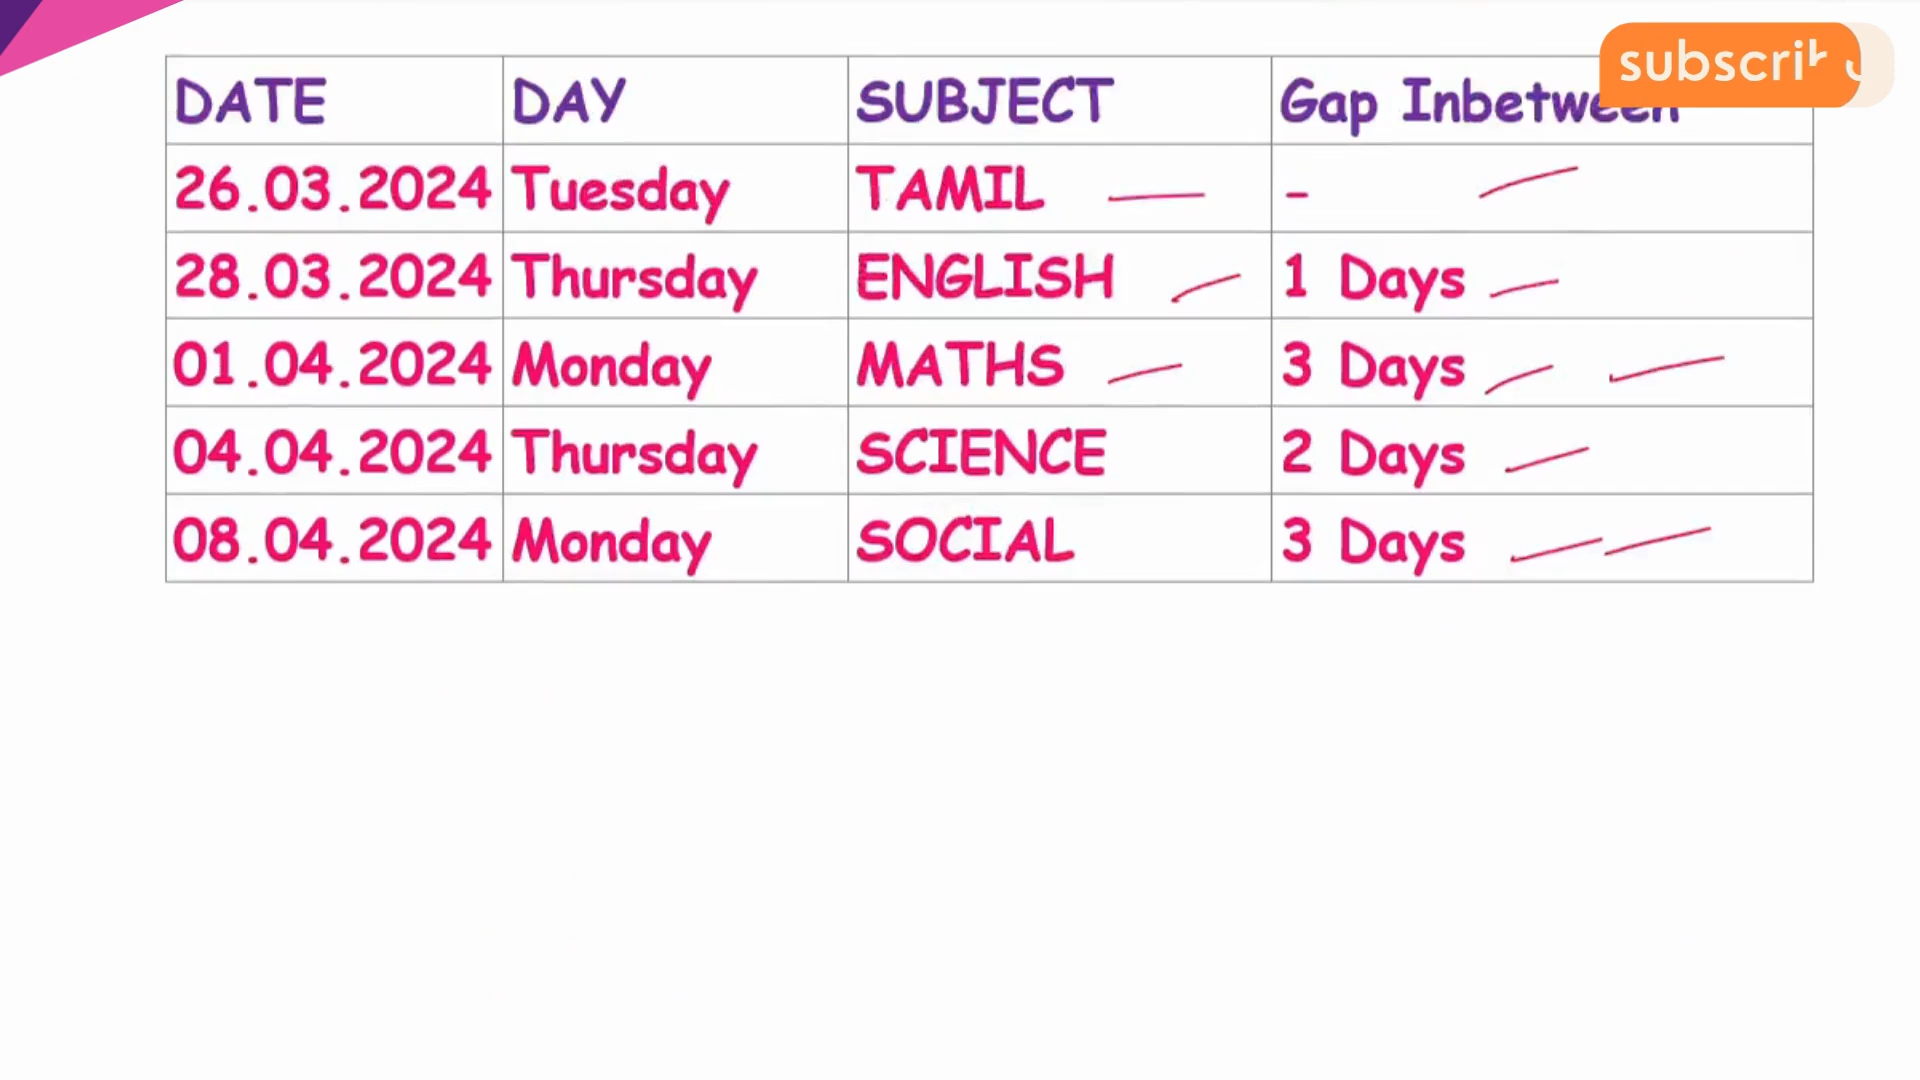 subscri
DATE DAY SUBJECT Gap Inbetween
26.03.2024 Tuesday TAMIL -
28.03.2024 Thursday ENGLISH 1 Days
01.04.2024 Monday MATHS 3 Days
04.04.2024 Thursday SCIENCE 2 Days
08.04.2024 Monday SOCIAL 3 Days